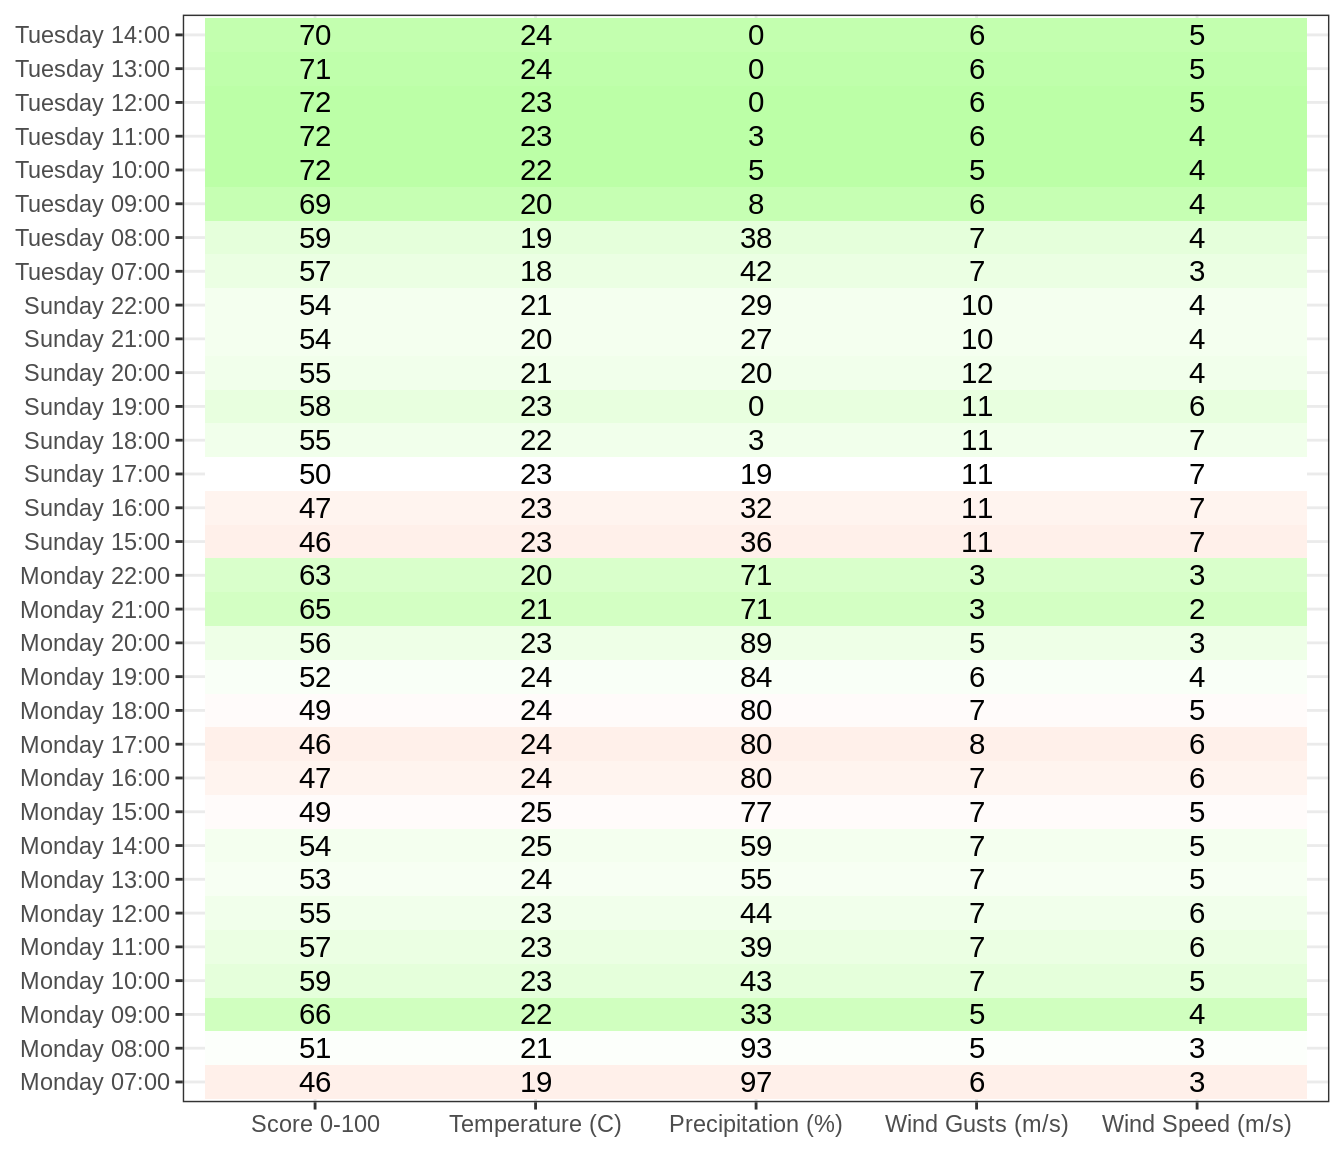 Tuesday 14:00 70 24 0 6 5
Tuesday 13:00 71 24 0 6 5
Tuesday 12:00 72 23 0 6 5
Tuesday 11:00 72 23 3 6 4
Tuesday 10:00 72 22 5 5 4
Tuesday 09:00 69 20 8 6 4
Tuesday 08:00 59 19 38 7 4
Tuesday 07:00 57 18 42 7 3
Sunday 22:00 54 21 29 10 4
Sunday 21:00 54 20 27 10 4
Sunday 20:00 55 21 20 12 4
Sunday 19:00 58 23 0 11 6
Sunday 18:00 55 22 3 11 7
Sunday 17:00 50 23 19 11 7
Sunday 16:00 47 23 32 11 7
Sunday 15:00 46 23 36 11 7
Monday 22:00 63 20 71 3 3
Monday 21:00 65 21 71 3 2
Monday 20:00 56 23 89 5 3
Monday 19:00 52 24 84 6 4
Monday 18:00 49 24 80 7 5
Monday 17:00 46 24 80 8 6
Monday 16:00 47 24 80 7 6
Monday 15:00 49 25 77 7 5
Monday 14:00 54 25 59 7 5
Monday 13:00 53 24 55 7 5
Monday 12:00 55 23 44 7 6
Monday 11:00 57 23 39 7 6
Monday 10:00 59 23 43 7 5
Monday 09:00 66 22 33 5 4
Monday 08:00 51 21 93 5 3
Monday 07:00 46 19 97 6 3
Score 0-100 Temperature (C) Precipitation (%) Wind Gusts (m/s) Wind Speed (m/s)